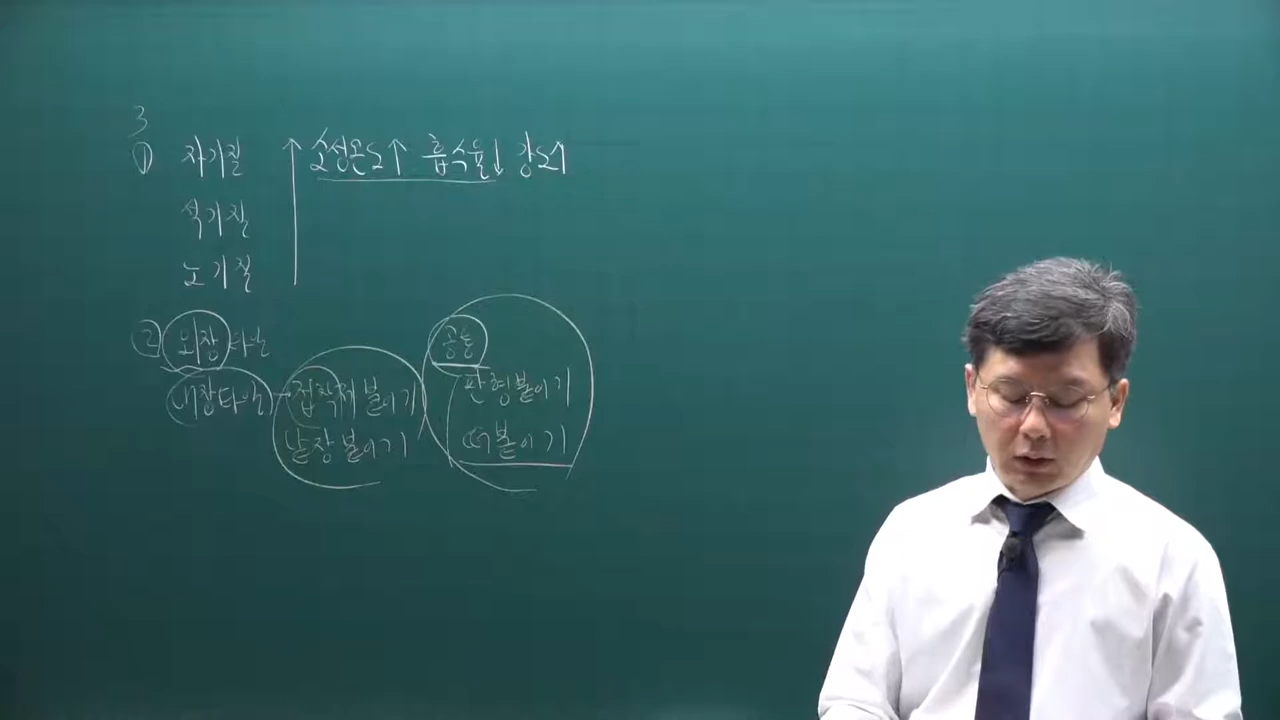 3
① 자기질 ↑ 소성온도↑ 흡수율↓ 강도↑
석기질
도기질
② 외장타일 공통
내장타일 접착제붙이기 판형붙이기
낱장붙이기 떠붙이기